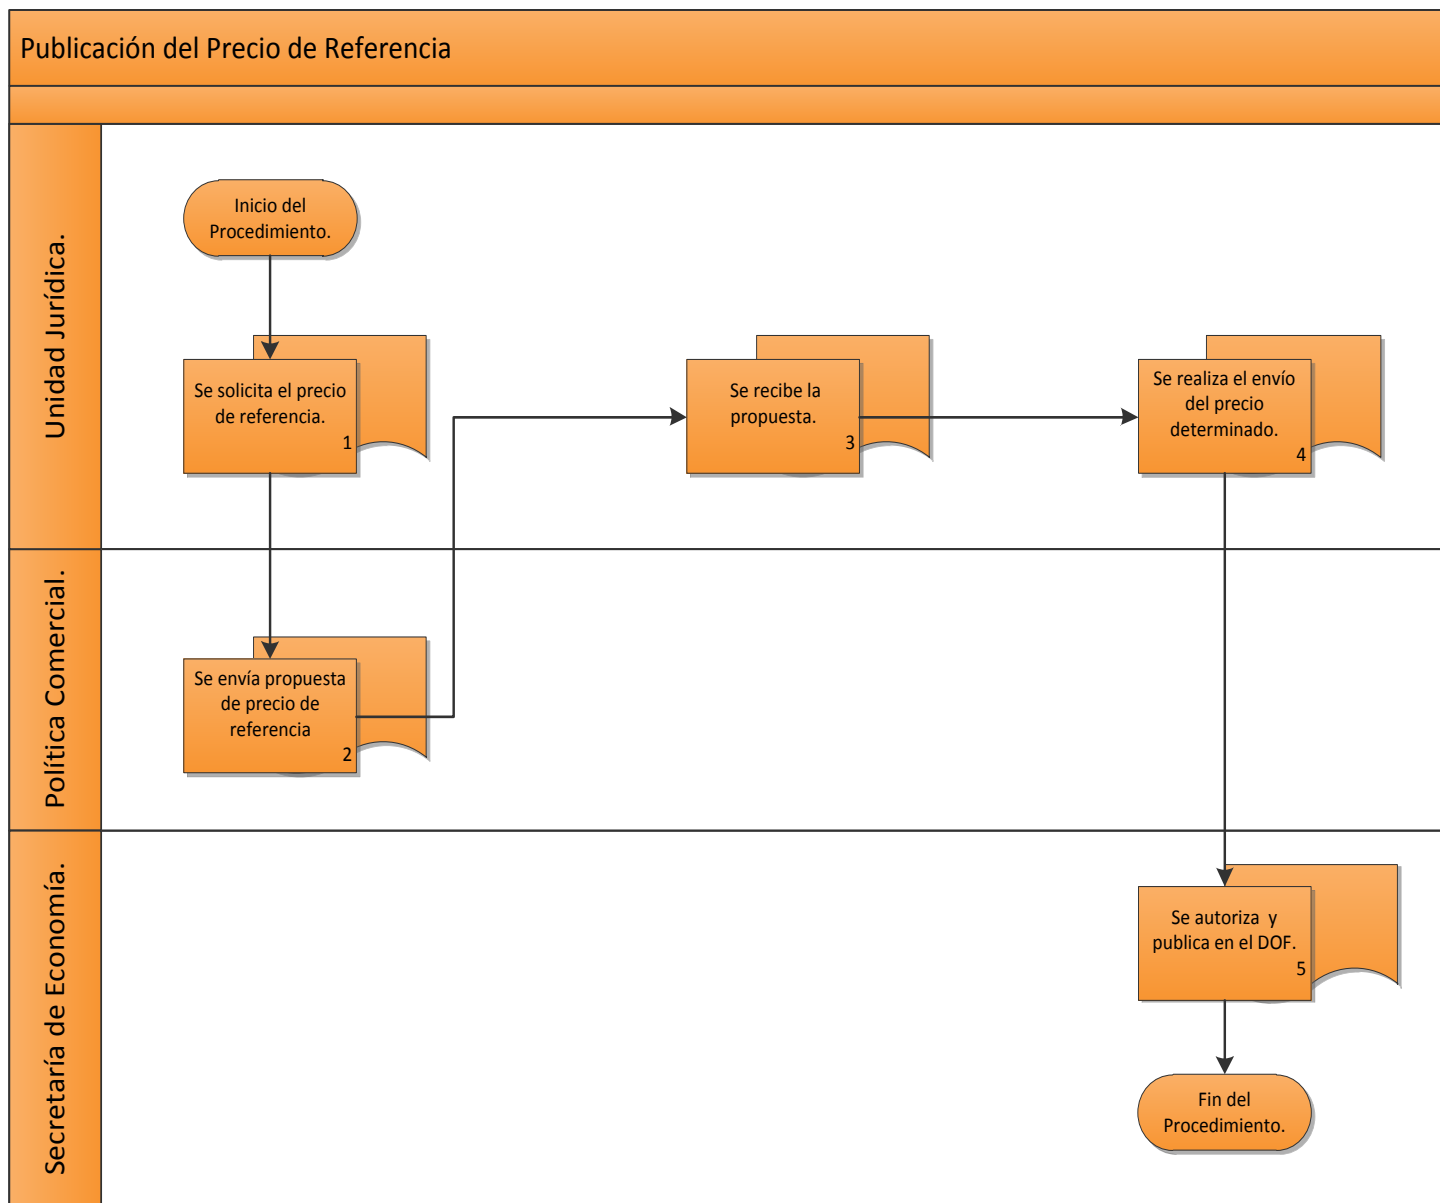 Publicación del Precio de Referencia
Unidad Jurídica.
Inicio del
Procedimiento.
Se solicita el precio
de referencia.
1
Se recibe la
propuesta.
3
Se realiza el envío
del precio
determinado.
4
Política Comercial.
Se envía propuesta
de precio de
referencia
2
Secretaría de Economía.
Se autoriza y
publica en el DOF.
5
Fin del
Procedimiento.